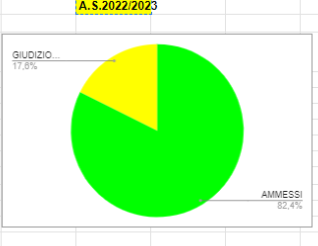 A.S.2022/2023
GIUDIZIO...
17,6%
AMMESSI
82,4%